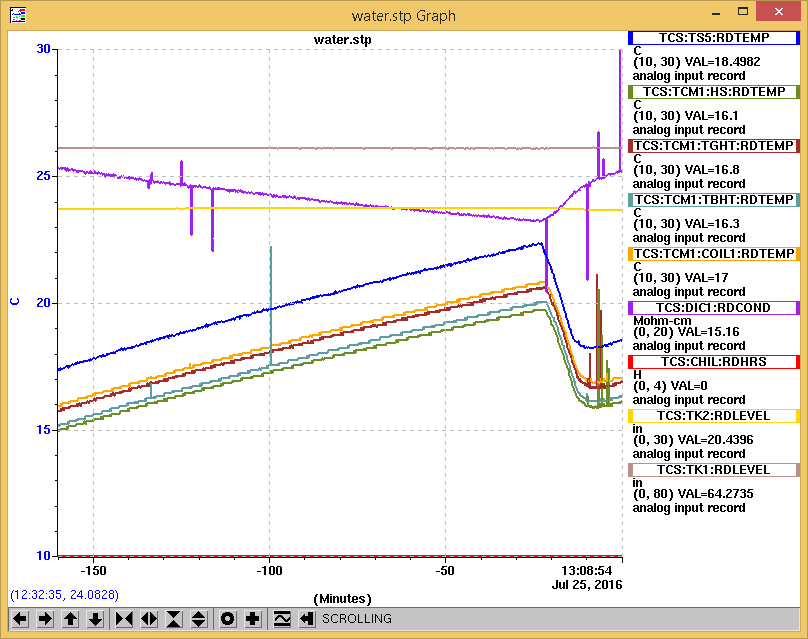 water.stp Graph
water.stp
30
25
20
15
10
C
-150
-100
-50
13:08:54
Jul 25, 2016
(Minutes)
(12:32:35, 24.0828)
SCROLLING
TCS:TS5:RDTEMP
C
(10, 30) VAL=18.4982
analog input record
TCS:TCM1:HS:RDTEMP
C
(10, 30) VAL=16.1
analog input record
TCS:TCM1:TGHT:RDTEMP
C
(10, 30) VAL=16.8
analog input record
TCS:TCM1:TBHT:RDTEMP
C
(10, 30) VAL=16.3
analog input record
TCS:TCM1:COIL1:RDTEMP
C
(10, 30) VAL=17
analog input record
TCS:DIC1:RDCOND
Mohm-cm
(0, 20) VAL=15.16
analog input record
TCS:CHIL:RDHRS
H
(0, 4) VAL=0
analog input record
TCS:TK2:RDLEVEL
in
(0, 30) VAL=20.4396
analog input record
TCS:TK1:RDLEVEL
in
(0, 80) VAL=64.2735
analog input record